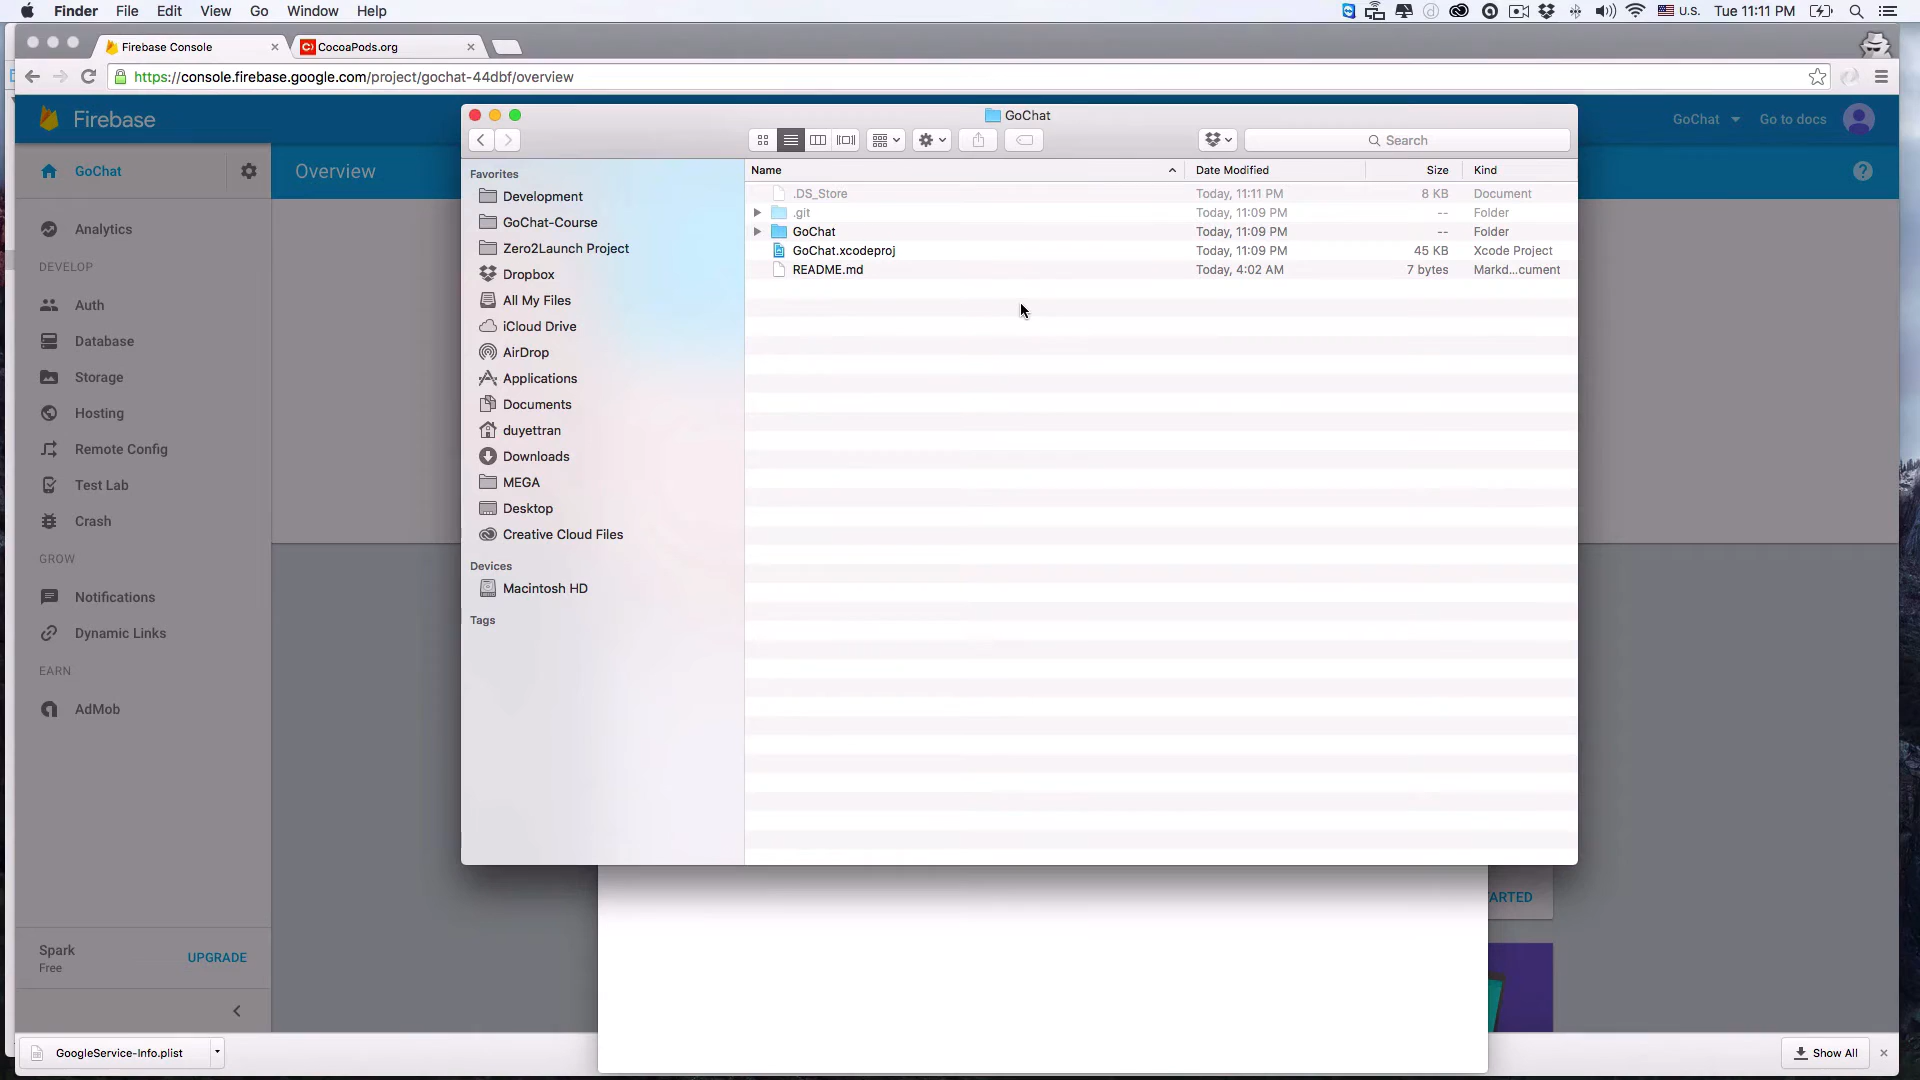 Finder File Edit View Go Window Help U.S. Tue 11:11 PM
Firebase Console CocoaPods.org
https://console.firebase.google.com/project/gochat-44dbf/overview
Firebase GoChat Go to docs
GoChat Overview
Analytics
DEVELOP
Auth
Database
Storage
Hosting
Remote Config
Test Lab
Crash
GROW
Notifications
Dynamic Links
EARN
AdMob
Spark
Free
UPGRADE
GoChat
Search
Favorites
Development
GoChat-Course
Zero2Launch Project
Dropbox
All My Files
iCloud Drive
AirDrop
Applications
Documents
duyettran
Downloads
MEGA
Desktop
Creative Cloud Files
Devices
Macintosh HD
Tags
Name Date Modified Size Kind
.DS_Store Today, 11:11 PM 8 KB Document
.git Today, 11:09 PM -- Folder
GoChat Today, 11:09 PM -- Folder
GoChat.xcodeproj Today, 11:09 PM 45 KB Xcode Project
README.md Today, 4:02 AM 7 bytes Markd...cument
ARTED
GoogleService-Info.plist Show All